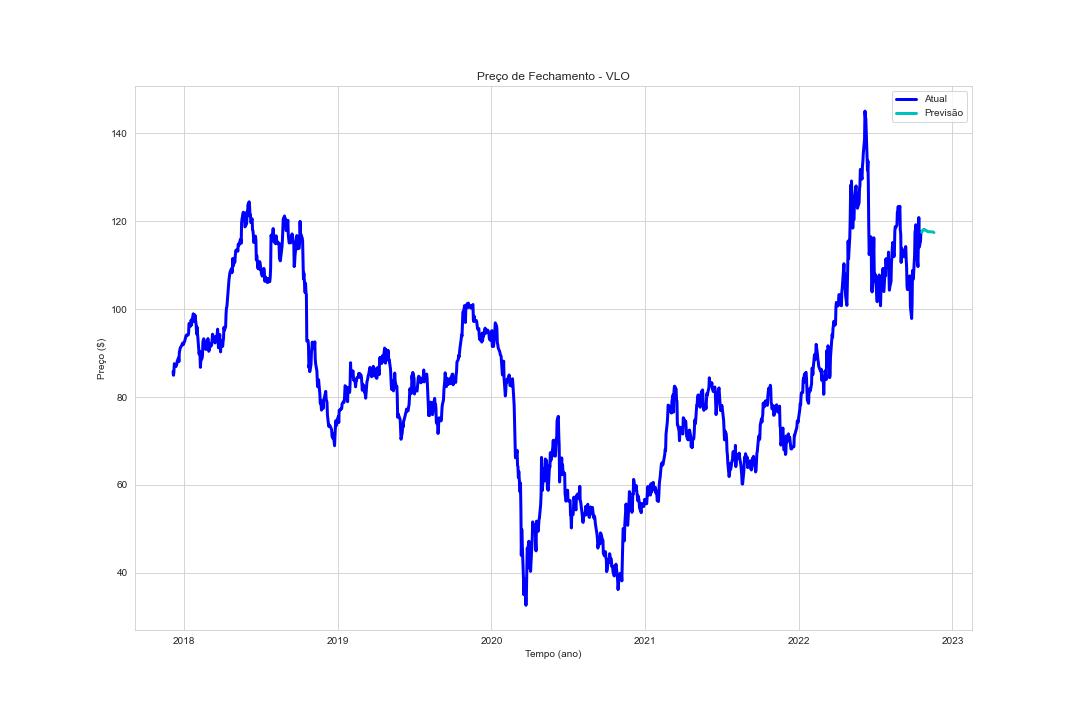 Preço de Fechamento - VLO
Atual
Previsão
140
120
100
80
60
40
Preço ($)
2018
2019
2020
2021
2022
2023
Tempo (ano)